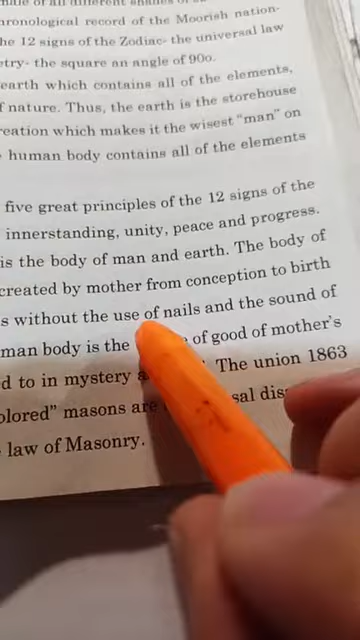 hronological record of the Moorish nation-
he 12 signs of the Zodiac- the universal law
etry- the square an angle of 90o.
earth which contains all of the elements,
f nature. Thus, the earth is the storehouse
reation which makes it the wisest "man" on
human body contains all of the elements
five great principles of the 12 signs of the
innerstanding, unity, peace and progress.
is the body of man and earth. The body of
created by mother from conception to birth
s without the use of nails and the sound of
man body is the of good of mother's
d to in mystery The union 1863
olored" masons are sal dis
law of Masonry.